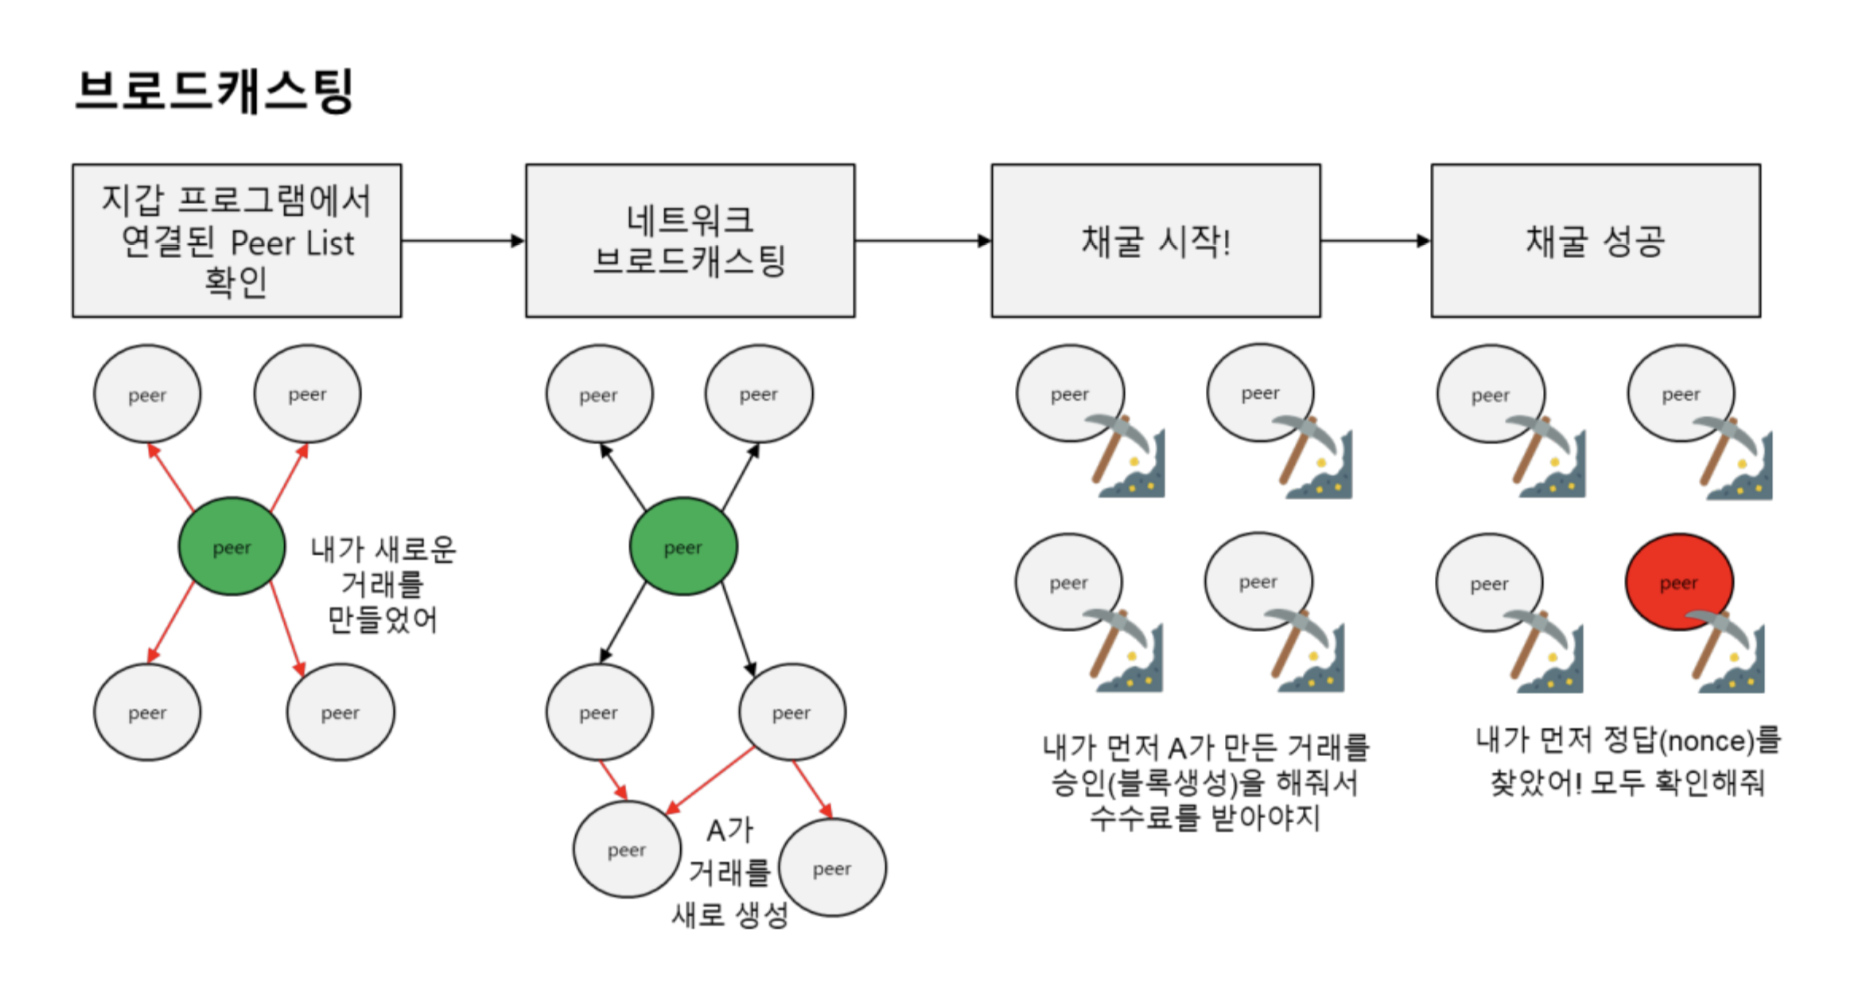 브로드캐스팅
지갑 프로그램에서
연결된 Peer List
확인
네트워크
브로드캐스팅
채굴 시작!
채굴 성공
peer
peer
peer
내가 새로운
거래를
만들었어
peer
peer
peer
peer
peer
peer
peer
peer
A가
거래를
새로 생성
peer
peer
peer
peer
peer
내가 먼저 A가 만든 거래를
승인(블록생성)을 해줘서
수수료를 받아야지
peer
peer
peer
peer
내가 먼저 정답(nonce)를
찾았어! 모두 확인해줘